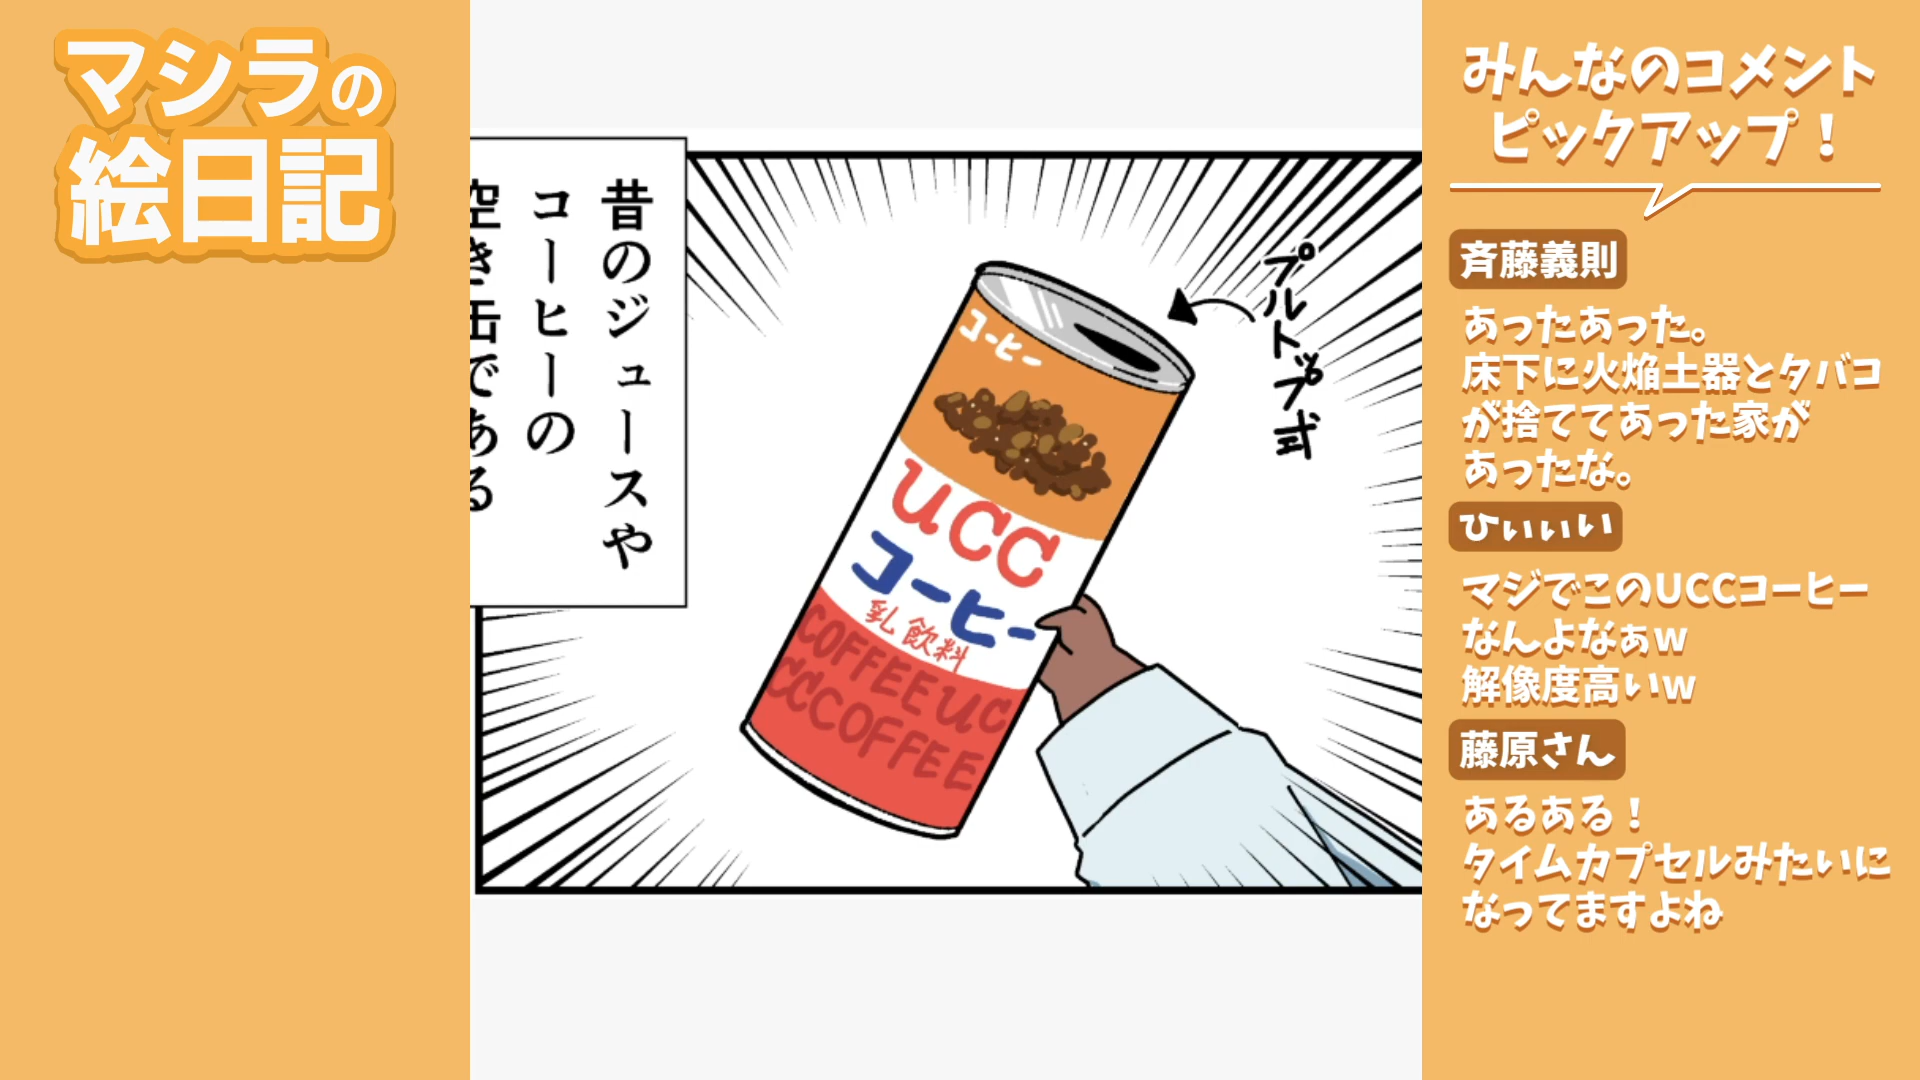 マシラの
絵日記
昔のジュースや
コーヒーの
空き缶である
プルトップ式
コーヒー
UCC
コーヒー
乳飲料
COFFEE UC
CCCOFFEE
みんなのコメント
ピックアップ！
斉藤義則
あったあった。
床下に火焔土器とタバコ
が捨ててあった家が
あったな。
ひぃぃぃ
マジでこのUCCコーヒー
なんよなぁw
解像度高いw
藤原さん
あるある！
タイムカプセルみたいに
なってますよね